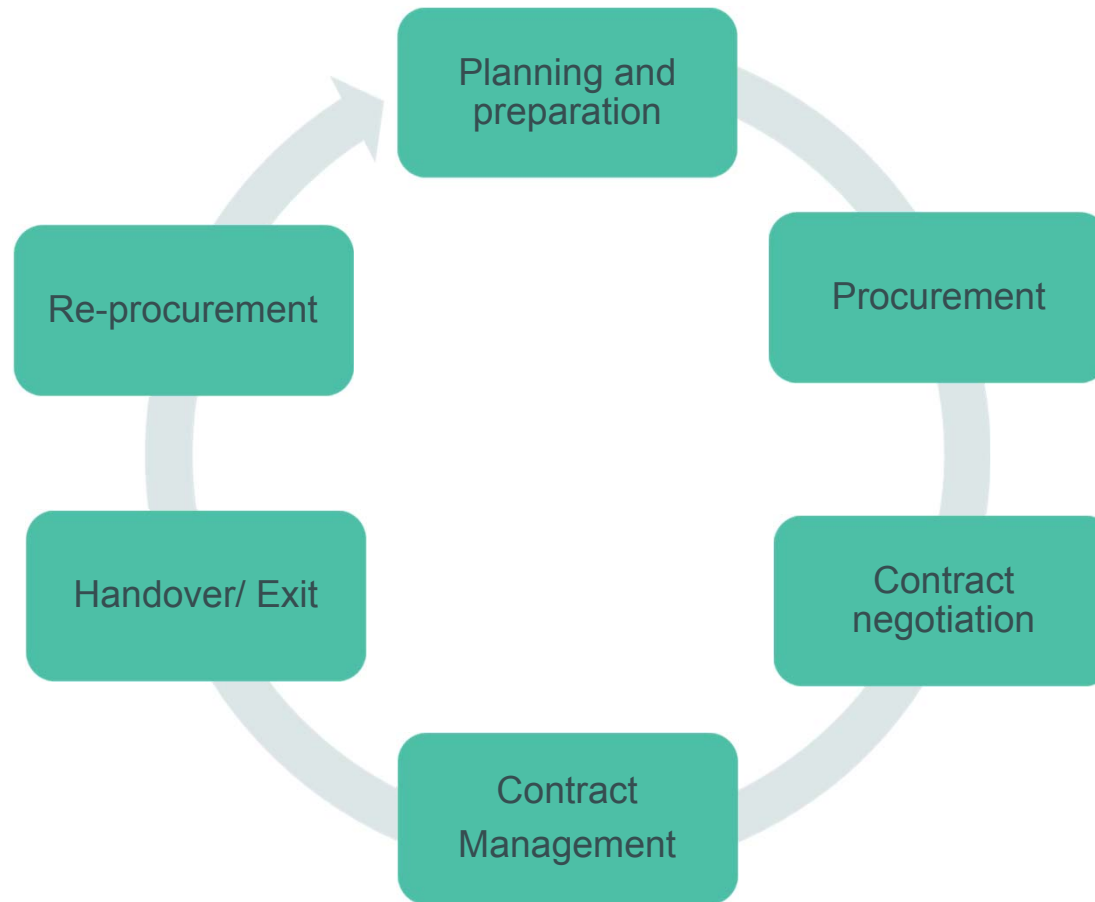 Planning and
preparation
Procurement
Contract
negotiation
Contract
Management
Handover/ Exit
Re-procurement